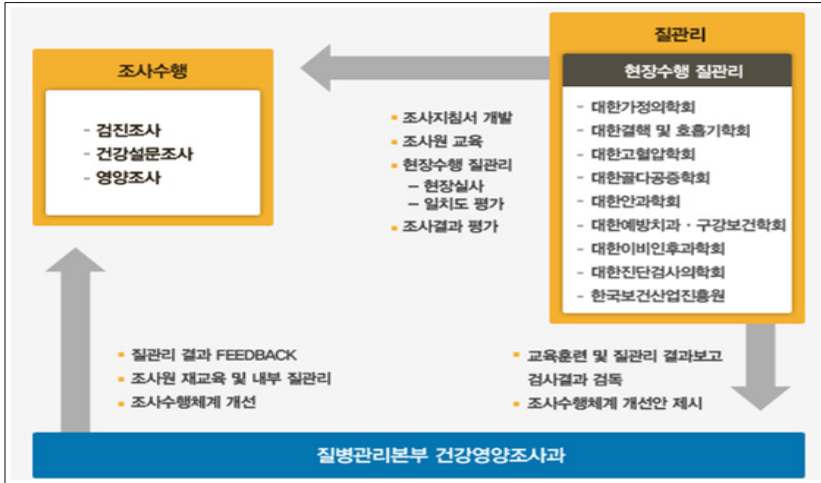 질관리
현장수행 질관리
- 대한가정의학회
- 대한결핵 및 호흡기학회
- 대한고혈압학회
- 대한골다공증학회
- 대한안과학회
- 대한예방치과 · 구강보건학회
- 대한이비인후과학회
- 대한진단검사의학회
- 한국보건산업진흥원
조사수행
- 검진조사
- 건강설문조사
- 영양조사
▪ 조사지침서 개발
▪ 조사원 교육
▪ 현장수행 질관리
– 현장실사
– 일치도 평가
▪ 조사결과 평가
▪ 질관리 결과 FEEDBACK
▪ 조사원 재교육 및 내부 질관리
▪ 조사수행체계 개선
▪ 교육훈련 및 질관리 결과보고
검사결과 검독
▪ 조사수행체계 개선안 제시
질병관리본부 건강영양조사과